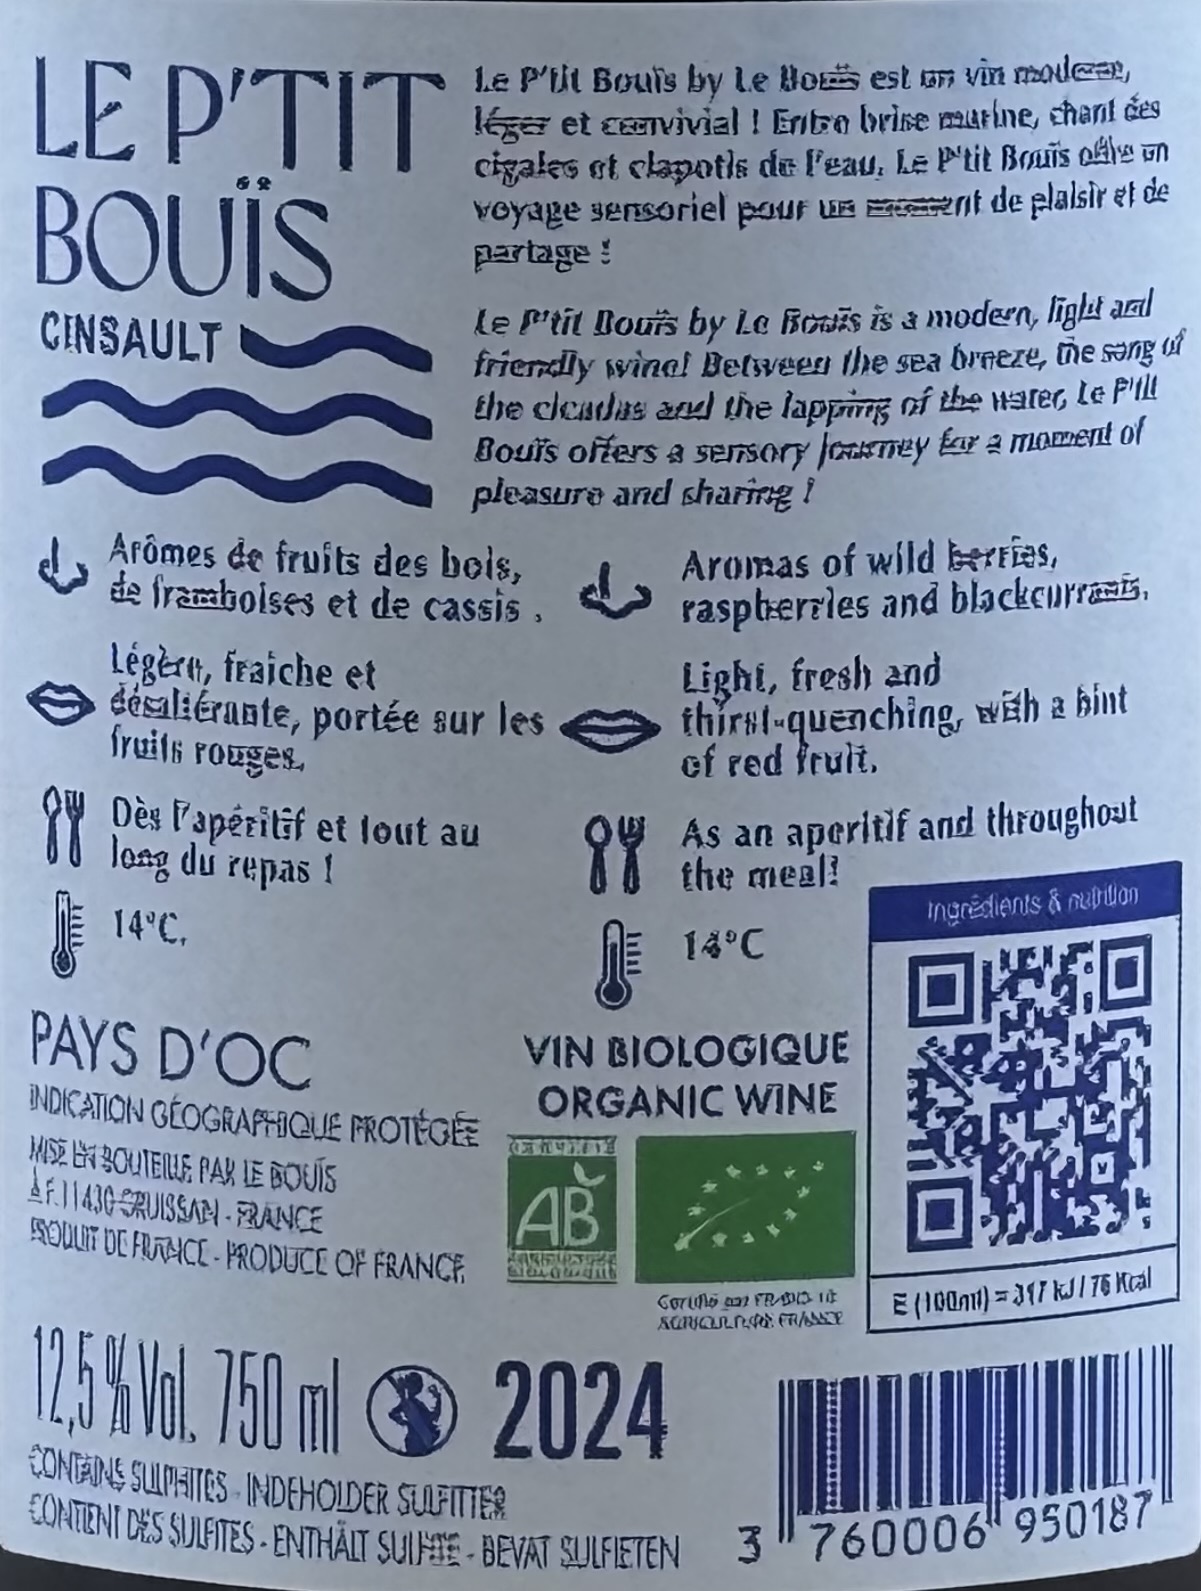 LE P'TIT
BOUÏS
CINSAULT
Le P'tit Bouïs by Le Bouïs est un vin moderne,
léger et convivial ! Entre brise marine, chant des
cigales et clapotis de l'eau, Le P'tit Bouïs offre un
voyage sensoriel pour un moment de plaisir et de
partage !
Le P'tit Bouïs by Le Bouïs is a modern, light and
friendly wine! Between the sea breeze, the song of
the cicadas and the lapping of the water, Le P'tit
Bouïs offers a sensory journey for a moment of
pleasure and sharing !
Arômes de fruits des bois,
de framboises et de cassis .
Légère, fraiche et
désaltérante, portée sur les
fruits rouges.
Dès l'apéritif et tout au
long du repas !
14°C.
Aromas of wild berries,
raspberries and blackcurrants.
Light, fresh and
thirst-quenching, with a hint
of red fruit.
As an aperitif and throughout
the meal!
14°C
Ingrédients & nutrition
E (100ml) = 317 kJ / 76 Kcal
PAYS D'OC
INDICATION GÉOGRAPHIQUE PROTÉGÉE
MISE EN BOUTEILLE PAR LE BOUÏS
À F.11430 GRUISSAN - FRANCE
PRODUIT DE FRANCE - PRODUCE OF FRANCE
VIN BIOLOGIQUE
ORGANIC WINE
AB
AGRICULTURE FRANCE
12,5 % Vol. 750 ml
2024
CONTAINS SULPHITES - INDEHOLDER SULFITTER
CONTIENT DES SULFITES - ENTHÄLT SULFITE - BEVAT SULFIETEN
3 760006 950187